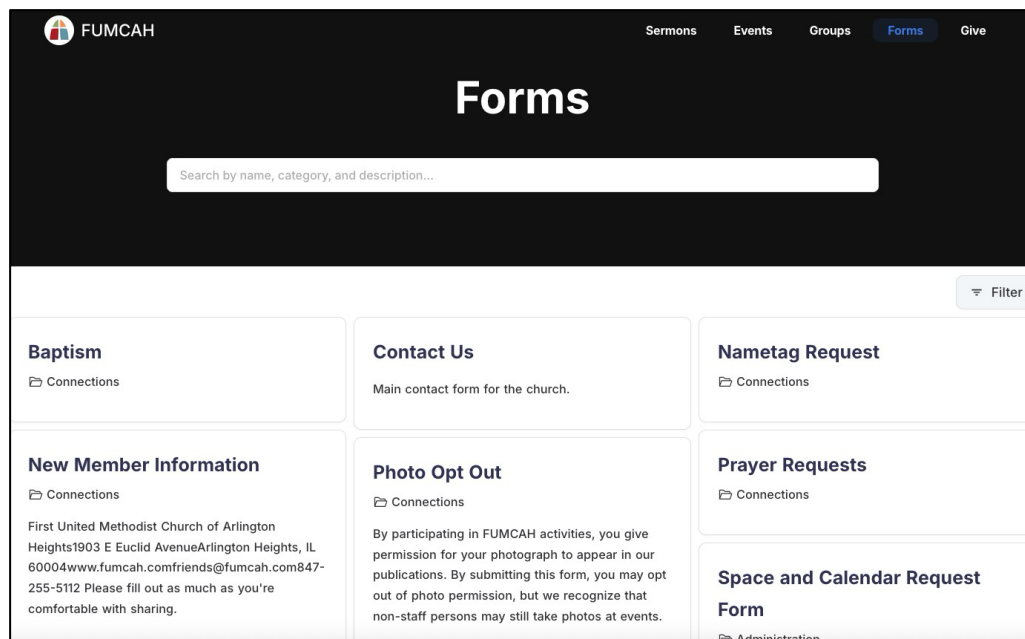 FUMCAH
Sermons
Events
Groups
Forms
Give
Forms
Search by name, category, and description...
Filter
Baptism
Connections
Contact Us
Main contact form for the church.
Nametag Request
Connections
New Member Information
Connections
First United Methodist Church of Arlington
Heights1903 E Euclid AvenueArlington Heights, IL
60004www.fumcah.comfriends@fumcah.com847-
255-5112 Please fill out as much as you're
comfortable with sharing.
Photo Opt Out
Connections
By participating in FUMCAH activities, you give
permission for your photograph to appear in our
publications. By submitting this form, you may opt
out of photo permission, but we recognize that
non-staff persons may still take photos at events.
Prayer Requests
Connections
Space and Calendar Request
Form
Administration